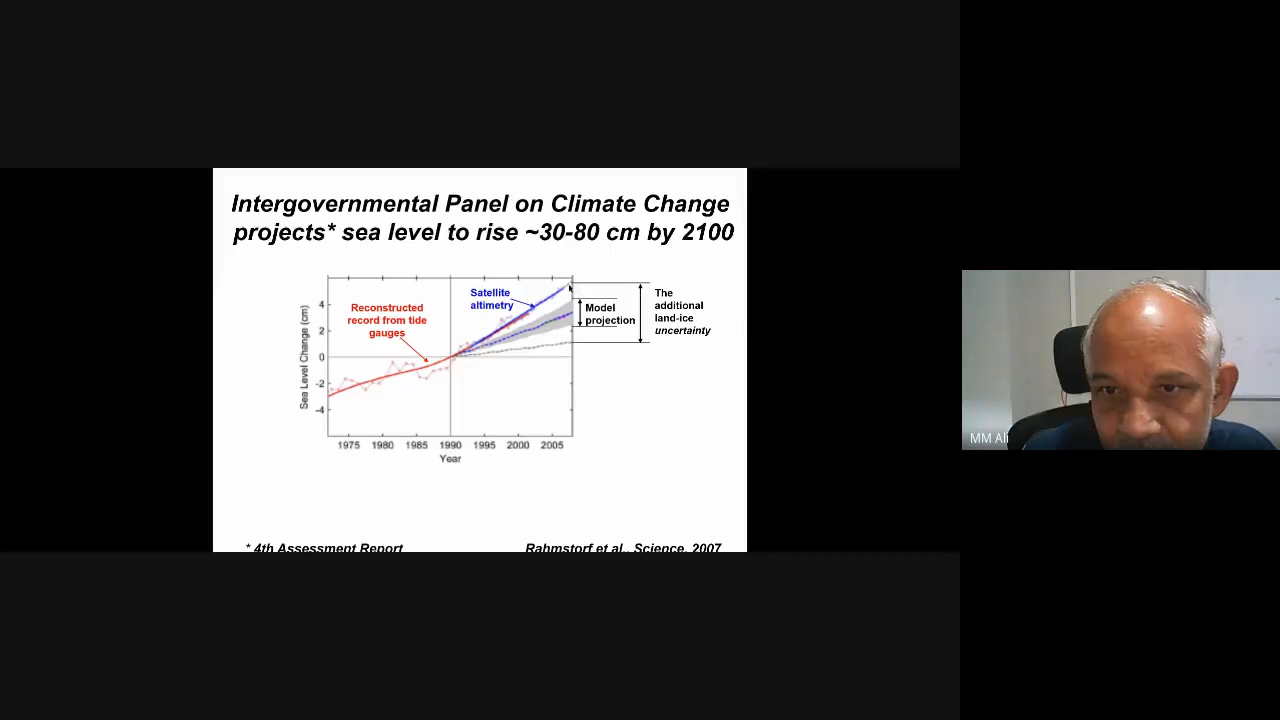 Intergovernmental Panel on Climate Change
projects* sea level to rise ~30-80 cm by 2100
Reconstructed
record from tide
gauges
Satellite
altimetry
Model
projection
The
additional
land-ice
uncertainty
Sea Level Change (cm)
4
2
0
-2
-4
1975 1980 1985 1990 1995 2000 2005
Year
* 4th Assessment Report
Rahmstorf et al., Science, 2007
MM Ali